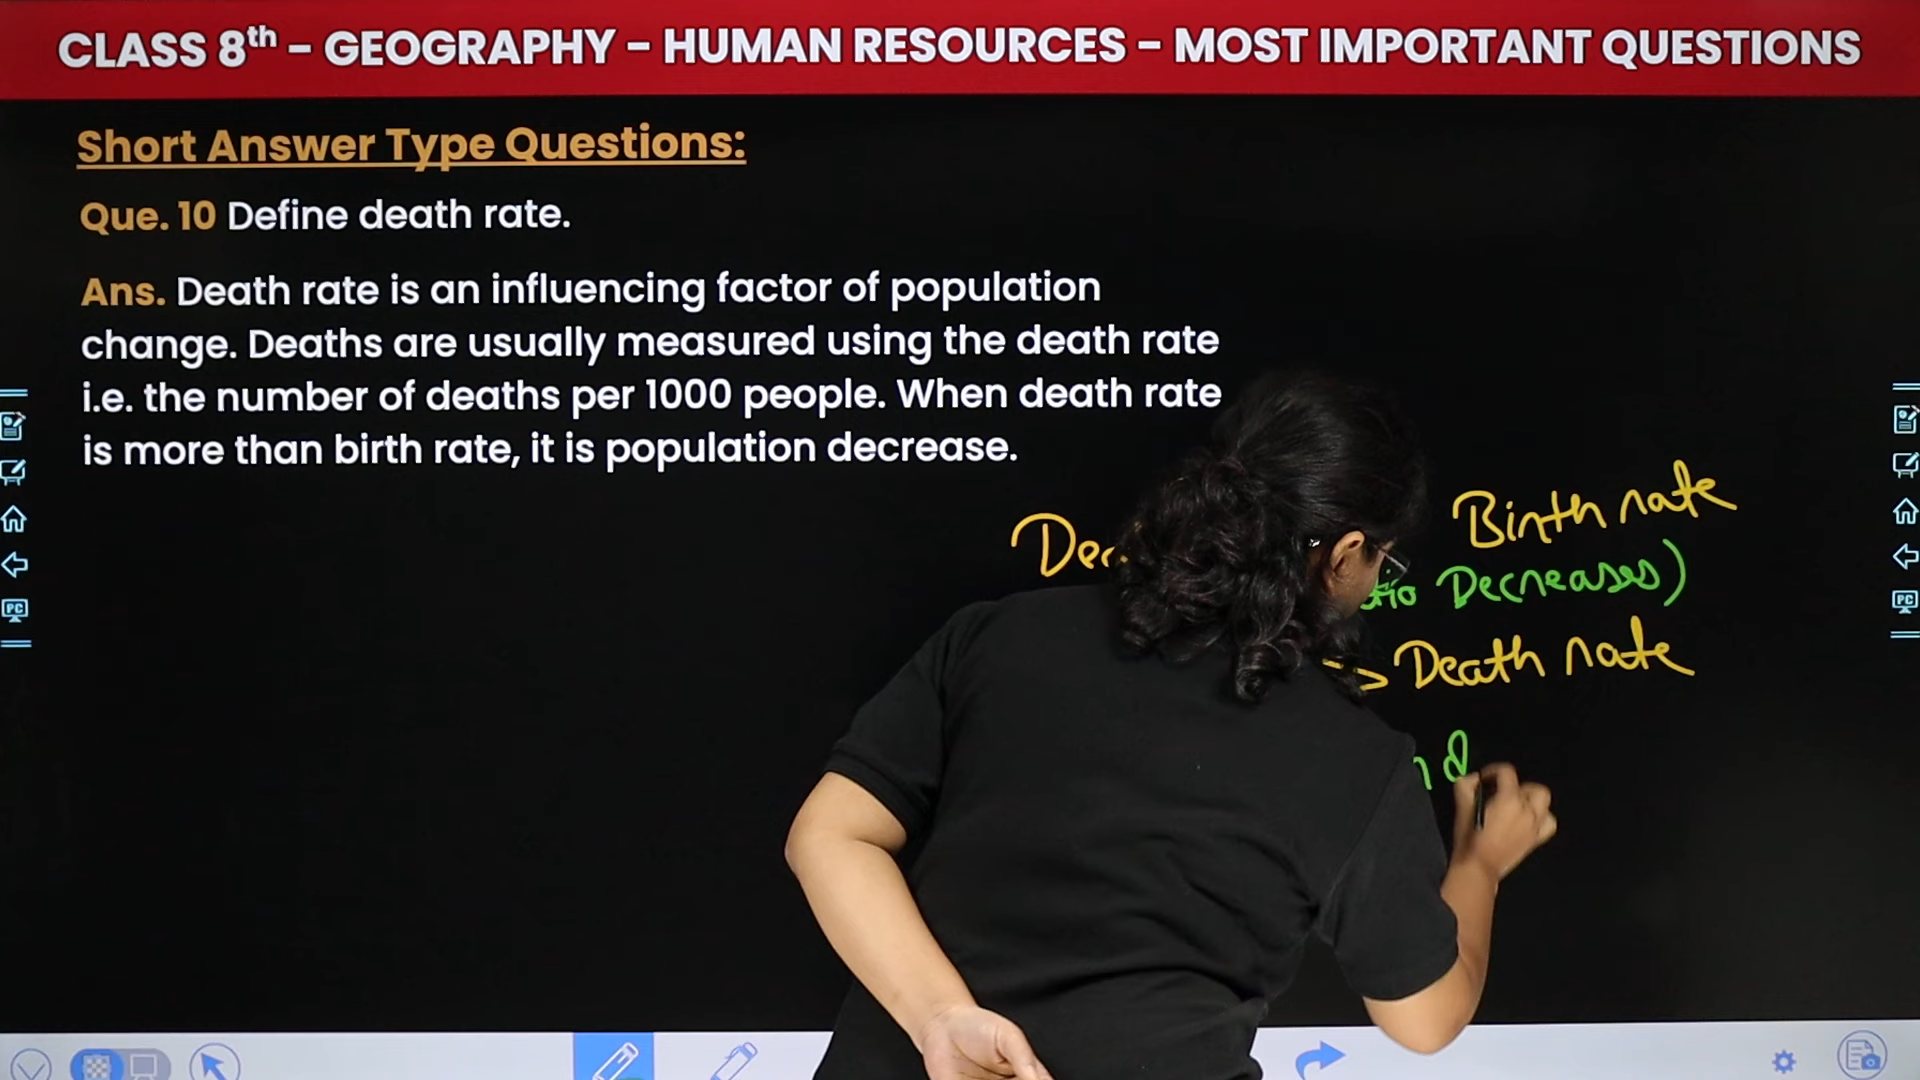 CLASS 8th – GEOGRAPHY – HUMAN RESOURCES – MOST IMPORTANT QUESTIONS
Short Answer Type Questions:
Que. 10 Define death rate.
Ans. Death rate is an influencing factor of population
change. Deaths are usually measured using the death rate
i.e. the number of deaths per 1000 people. When death rate
is more than birth rate, it is population decrease.
Birth rate
Decreases)
> Death rate
PC
PC